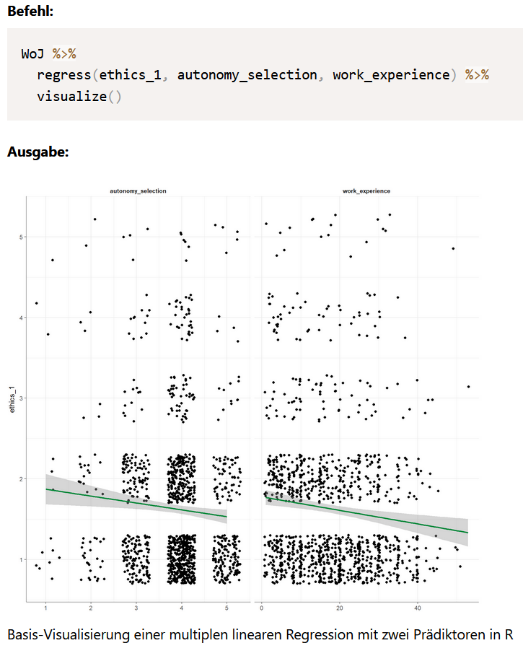 Befehl:
WoJ %>%
regress(ethics_1, autonomy_selection, work_experience) %>%
visualize()
Ausgabe:
autonomy_selection work_experience
5
4
3
2
1
ethics_1
1 2 3 4 5 0 20 40
Basis-Visualisierung einer multiplen linearen Regression mit zwei Prädiktoren in R